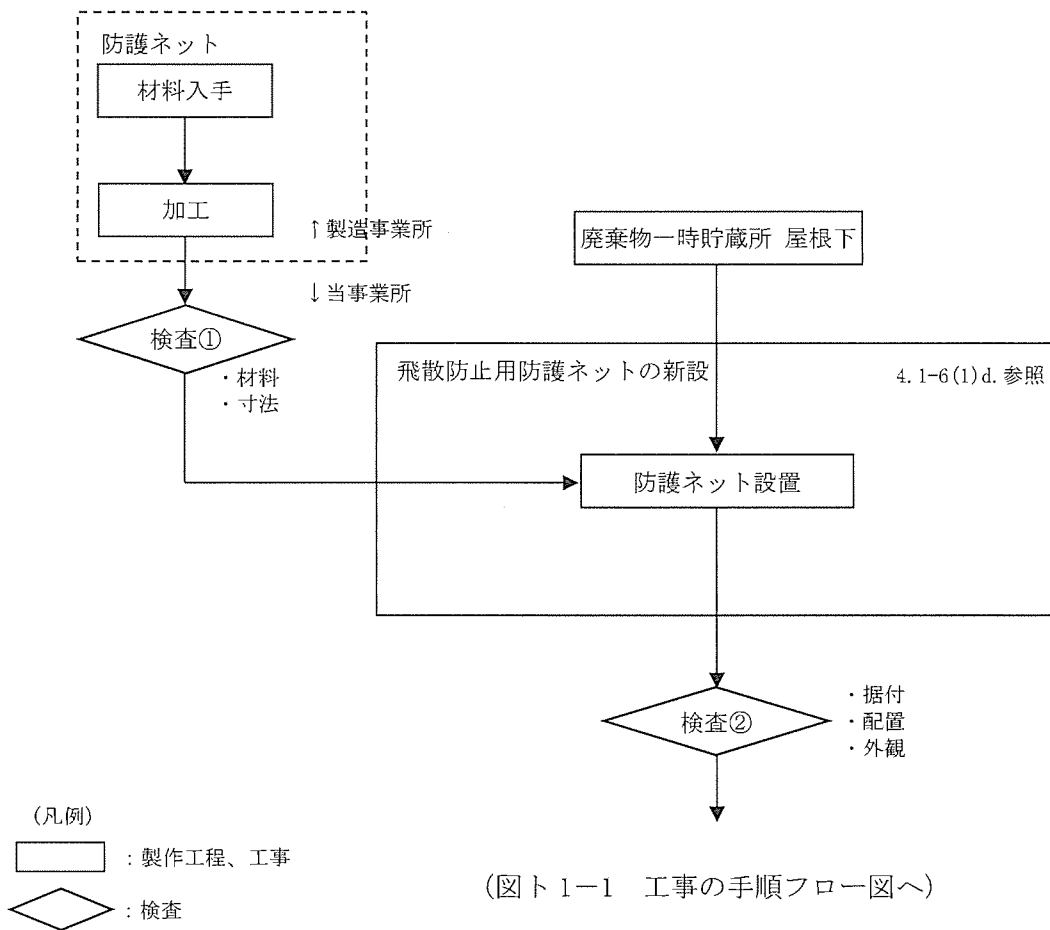 防護ネット
材料入手
加工
↑製造事業所
↓当事業所
検査①
・材料
・寸法
廃棄物一時貯蔵所 屋根下
飛散防止用防護ネットの新設
4.1-6(1)d.参照
防護ネット設置
検査②
・据付
・配置
・外観
(凡例)
：製作工程、工事
：検査
(図ト1－1　工事の手順フロー図へ)